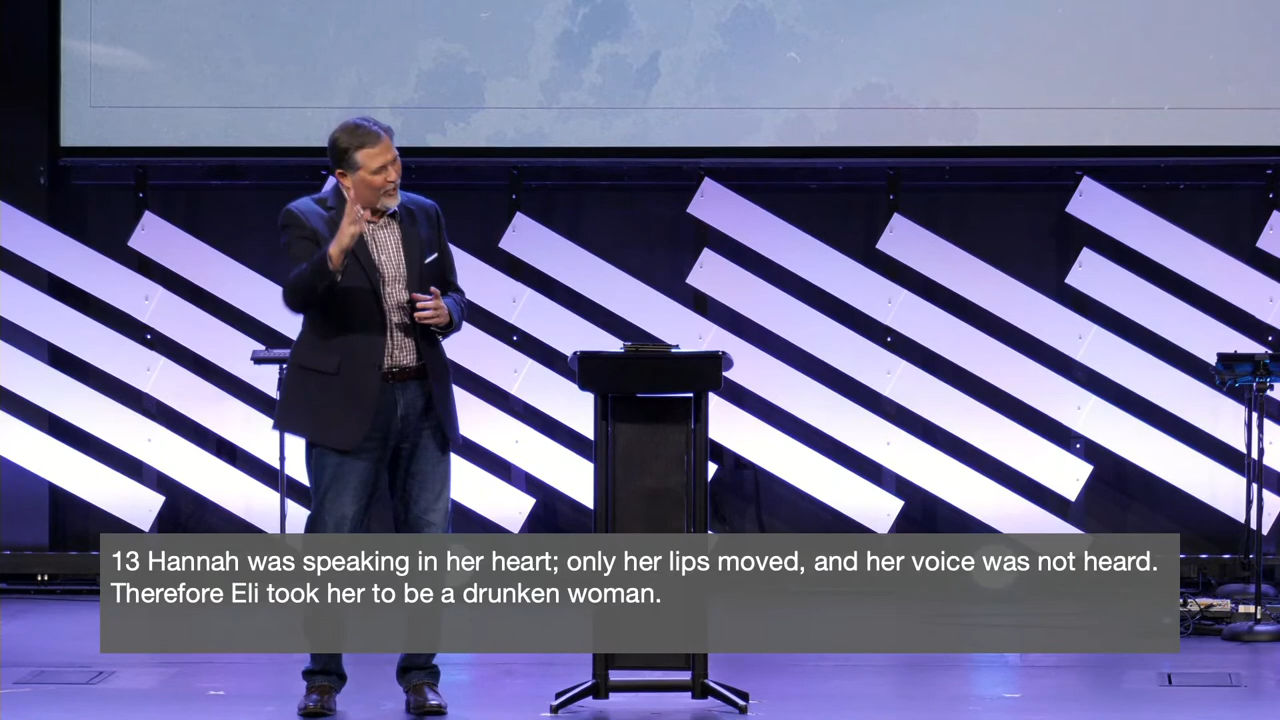 13 Hannah was speaking in her heart; only her lips moved, and her voice was not heard.
Therefore Eli took her to be a drunken woman.